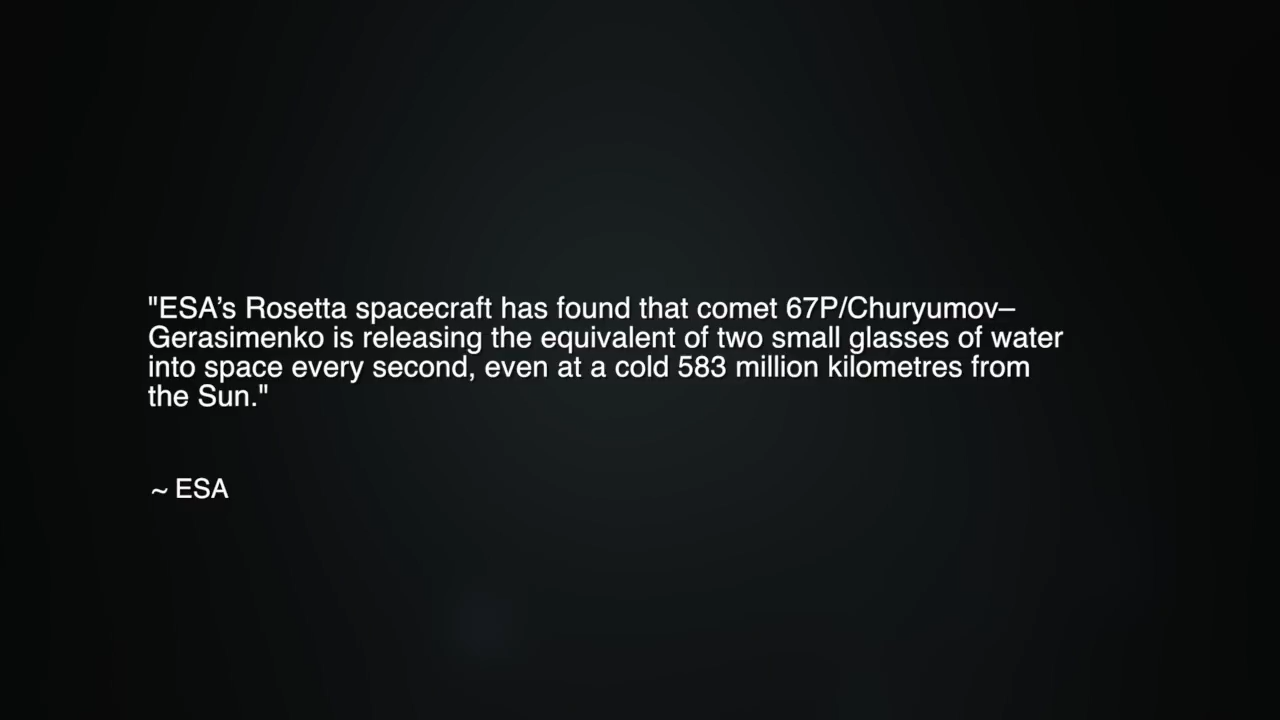 "ESA’s Rosetta spacecraft has found that comet 67P/Churyumov–
Gerasimenko is releasing the equivalent of two small glasses of water
into space every second, even at a cold 583 million kilometres from
the Sun."
~ ESA